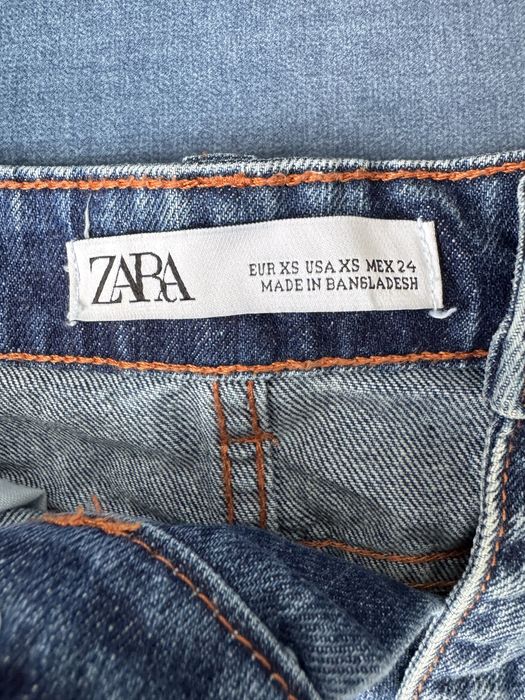 ZARA
EUR XS USA XS MEX 24
MADE IN BANGLADESH